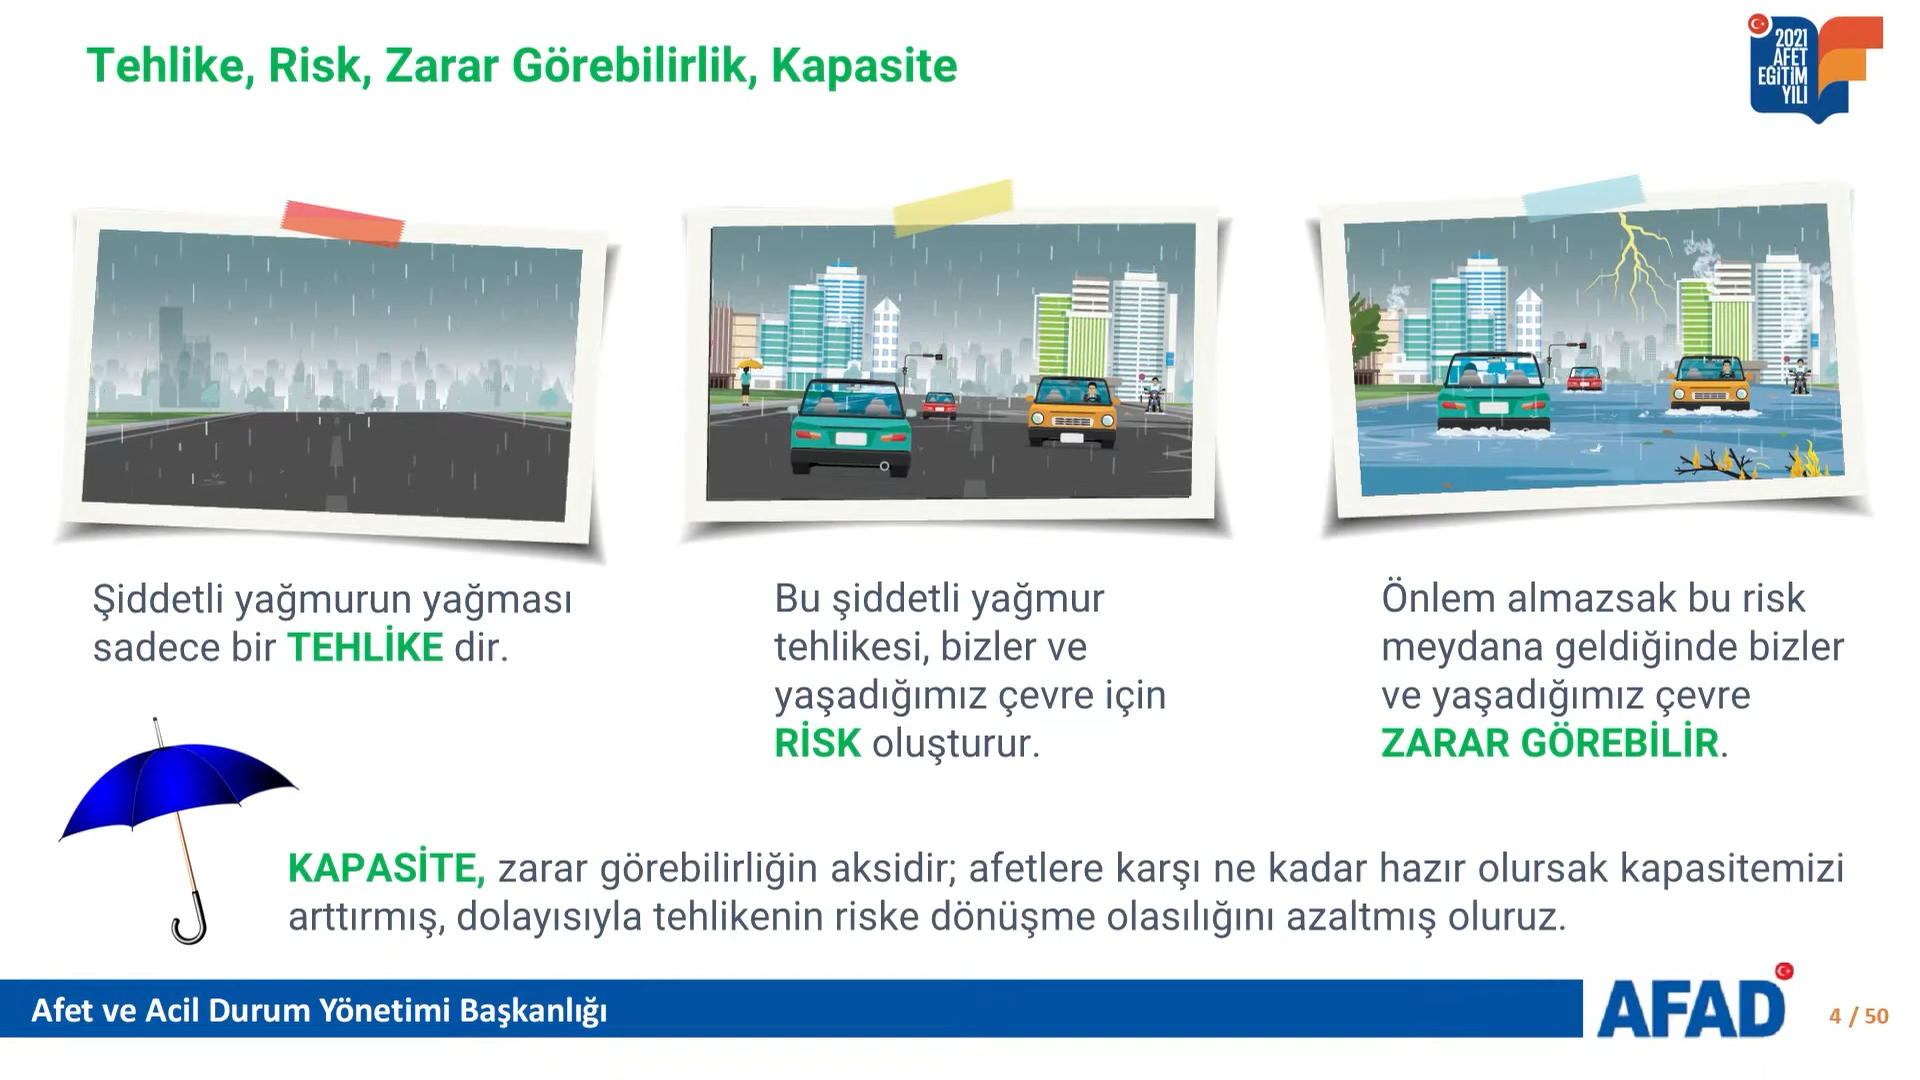 Tehlike, Risk, Zarar Görebilirlik, Kapasite
2021
AFET
EĞİTİM
YILI
Şiddetli yağmurun yağması
sadece bir TEHLİKE dir.
Bu şiddetli yağmur
tehlikesi, bizler ve
yaşadığımız çevre için
RİSK oluşturur.
Önlem almazsak bu risk
meydana geldiğinde bizler
ve yaşadığımız çevre
ZARAR GÖREBİLİR.
KAPASİTE, zarar görebilirliğin aksidir; afetlere karşı ne kadar hazır olursak kapasitemizi
arttırmış, dolayısıyla tehlikenin riske dönüşme olasılığını azaltmış oluruz.
Afet ve Acil Durum Yönetimi Başkanlığı
AFAD
4 / 50